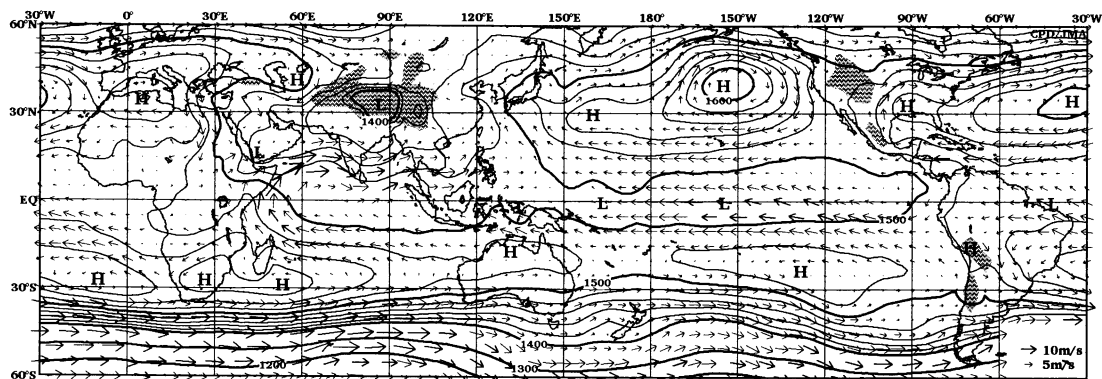 30°W 0° 30°E 60°E 90°E 120°E 150°E 180° 150°W 120°W 90°W 60°W 30°W
60°N
CPD/JMA
H H
L H 1600 H H
1400 H
30°N
L
EQ L L L
1500
H H
H H H H
1500
30°S
1400 10m/s
1200 1300 5m/s
60°S